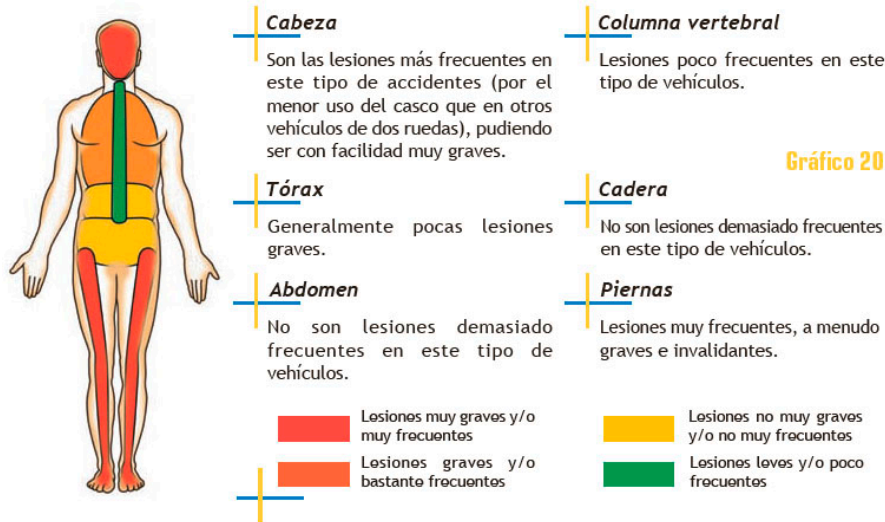 Cabeza
Son las lesiones más frecuentes en
este tipo de accidentes (por el
menor uso del casco que en otros
vehículos de dos ruedas), pudiendo
ser con facilidad muy graves.
Columna vertebral
Lesiones poco frecuentes en este
tipo de vehículos.
Gráfico 20
Tórax
Generalmente pocas lesiones
graves.
Cadera
No son lesiones demasiado frecuentes
en este tipo de vehículos.
Abdomen
No son lesiones demasiado
frecuentes en este tipo de
vehículos.
Piernas
Lesiones muy frecuentes, a menudo
graves e invalidantes.
Lesiones muy graves y/o
muy frecuentes
Lesiones graves y/o
bastante frecuentes
Lesiones no muy graves
y/o no muy frecuentes
Lesiones leves y/o poco
frecuentes